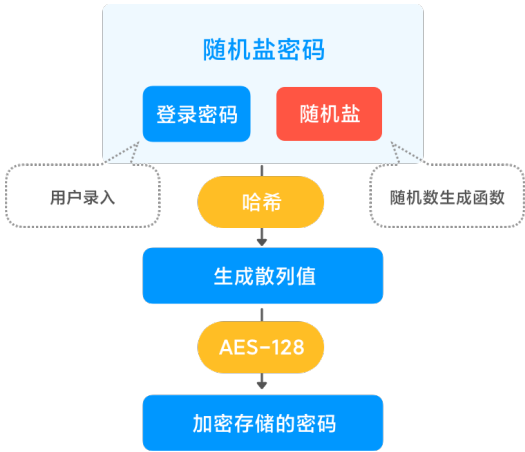 随机盐密码
登录密码
随机盐
用户录入
随机数生成函数
哈希
生成散列值
AES-128
加密存储的密码